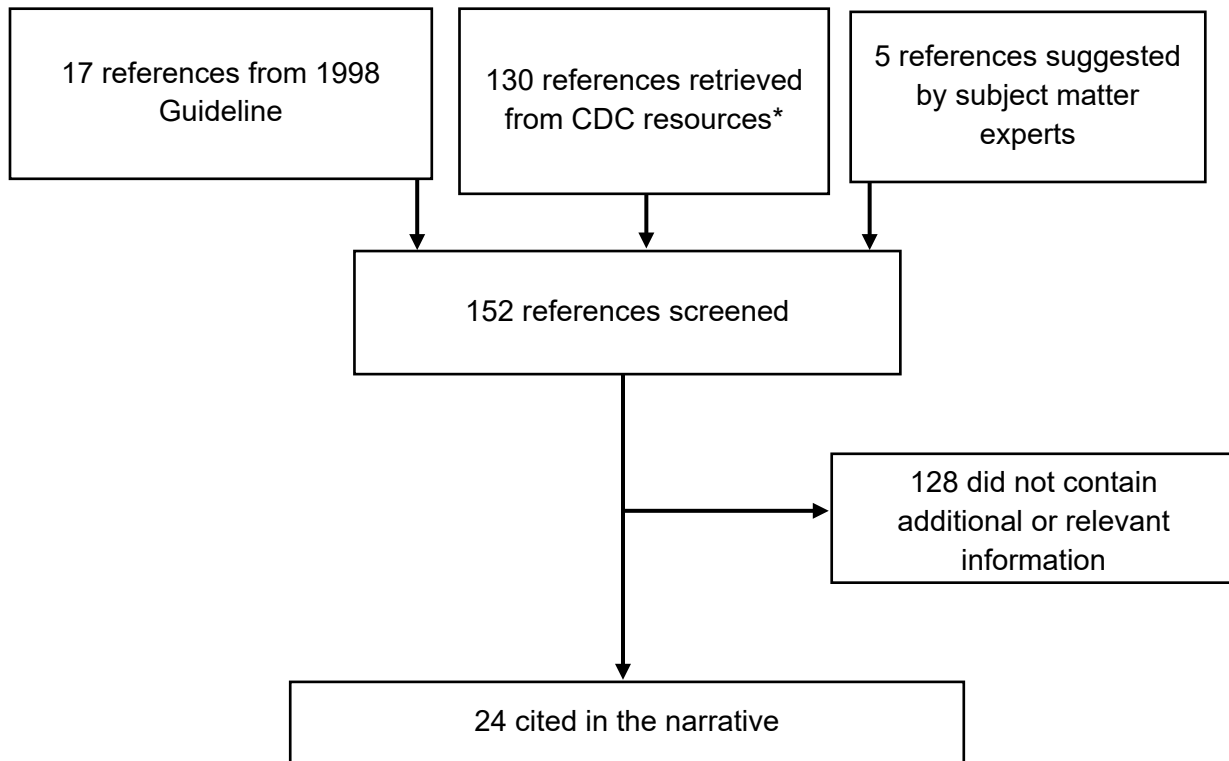 17 references from 1998
Guideline
130 references retrieved
from CDC resources*
5 references suggested
by subject matter
experts
152 references screened
128 did not contain
additional or relevant
information
24 cited in the narrative